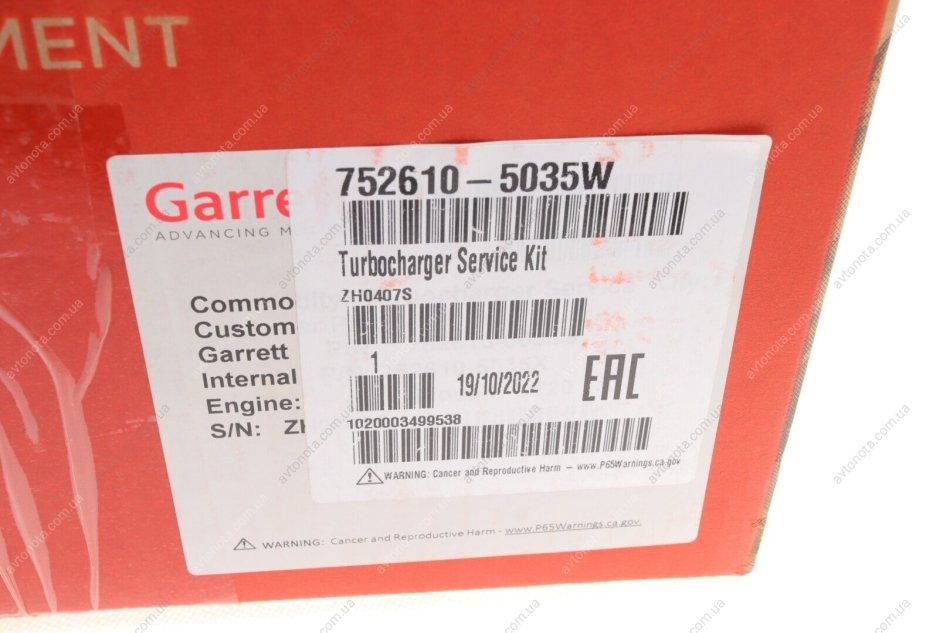 MENT
Garre
ADVANCING M
752610-5035W
Turbocharger Service Kit
ZH0407S
1
19/10/2022
EAC
1020003499538
WARNING: Cancer and Reproductive Harm - www.P65Warnings.ca.gov
Commo
Custom
Garrett
Internal
Engine:
S/N: ZH
WARNING: Cancer and Reproductive Harm - www.P65Warnings.ca.gov.
avtonota.com.ua